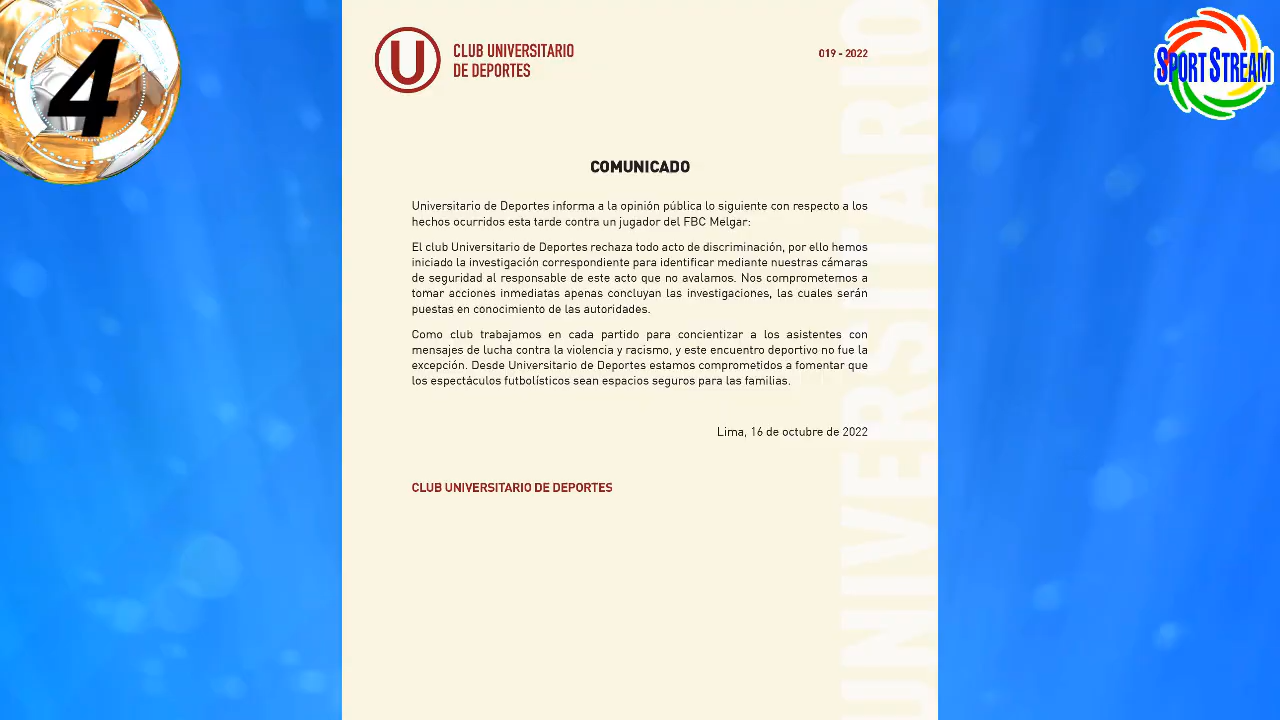 4
SPORT STREAM
U
CLUB UNIVERSITARIO
DE DEPORTES
019 - 2022
COMUNICADO
Universitario de Deportes informa a la opinión pública lo siguiente con respecto a los
hechos ocurridos esta tarde contra un jugador del FBC Melgar:
El club Universitario de Deportes rechaza todo acto de discriminación, por ello hemos
iniciado la investigación correspondiente para identificar mediante nuestras cámaras
de seguridad al responsable de este acto que no avalamos. Nos comprometemos a
tomar acciones inmediatas apenas concluyan las investigaciones, las cuales serán
puestas en conocimiento de las autoridades.
Como club trabajamos en cada partido para concientizar a los asistentes con
mensajes de lucha contra la violencia y racismo, y este encuentro deportivo no fue la
excepción. Desde Universitario de Deportes estamos comprometidos a fomentar que
los espectáculos futbolísticos sean espacios seguros para las familias.
Lima, 16 de octubre de 2022
CLUB UNIVERSITARIO DE DEPORTES
UNIVERSITARIO